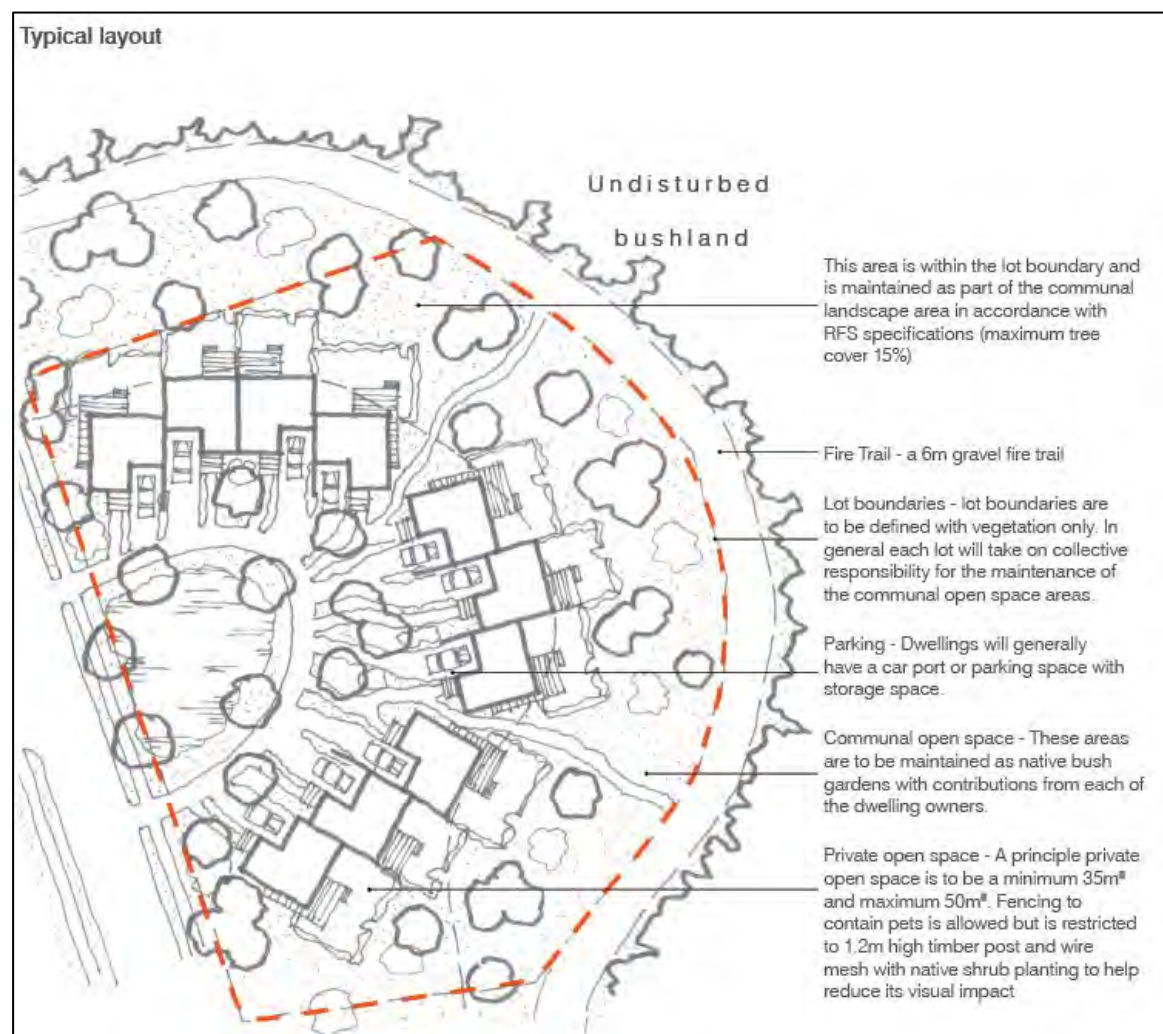 Typical layout
Undisturbed
bushland
This area is within the lot boundary and
is maintained as part of the communal
landscape area in accordance with
RFS specifications (maximum tree
cover 15%)
Fire Trail - a 6m gravel fire trail
Lot boundaries - lot boundaries are
to be defined with vegetation only. In
general each lot will take on collective
responsibility for the maintenance of
the communal open space areas.
Parking - Dwellings will generally
have a car port or parking space with
storage space.
Communal open space - These areas
are to be maintained as native bush
gardens with contributions from each of
the dwelling owners.
Private open space - A principle private
open space is to be a minimum 35m²
and maximum 50m². Fencing to
contain pets is allowed but is restricted
to 1.2m high timber post and wire
mesh with native shrub planting to help
reduce its visual impact